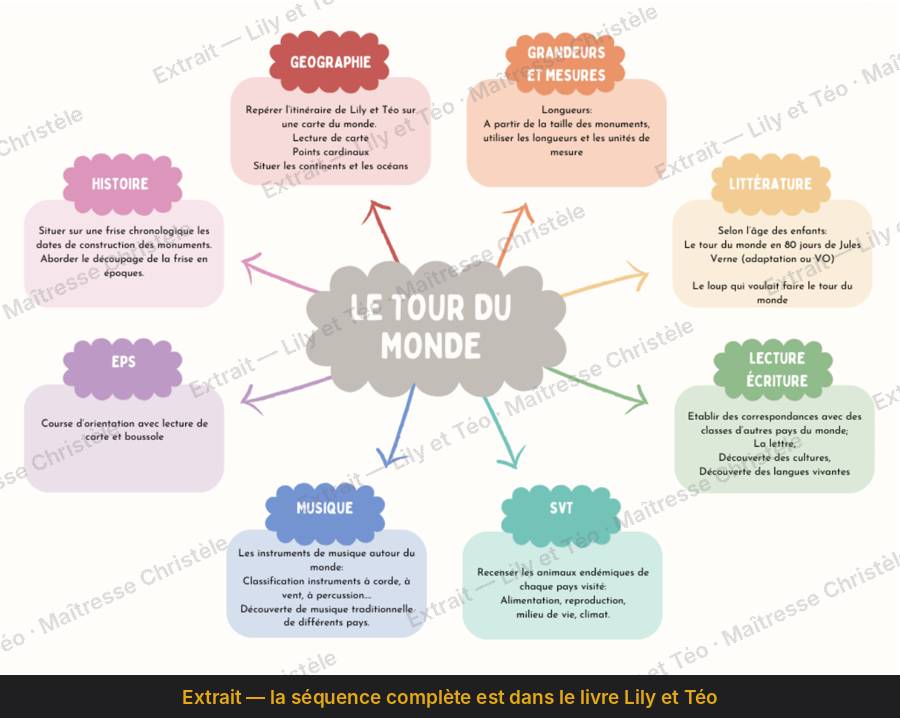 GEOGRAPHIE
Repérer l'itinéraire de Lily et Téo sur
une carte du monde.
Lecture de carte
Points cardinaux
Situer les continents et les océans
GRANDEURS
ET MESURES
Longueurs:
A partir de la taille des monuments,
utiliser les longueurs et les unités de
mesure
HISTOIRE
Situer sur une frise chronologique les
dates de construction des monuments.
Aborder le découpage de la frise en
époques.
LITTÉRATURE
Selon l'âge des enfants:
Le tour du monde en 80 jours de Jules
Verne (adaptation ou VO)
Le loup qui voulait faire le tour du
monde
LE TOUR DU
MONDE
EPS
Course d'orientation avec lecture de
carte et boussole
LECTURE
ÉCRITURE
Etablir des correspondances avec des
classes d'autres pays du monde;
La lettre,
Découverte des cultures,
Découverte des langues vivantes
MUSIQUE
Les instruments de musique autour du
monde:
Classification instruments à corde, à
vent, à percussion...
Découverte de musique traditionnelle
de différents pays.
SVT
Recenser les animaux endémiques de
chaque pays visité:
Alimentation, reproduction,
milieu de vie, climat.
Extrait — Lily et Téo · Maîtresse Christèle
Extrait — la séquence complète est dans le livre Lily et Téo